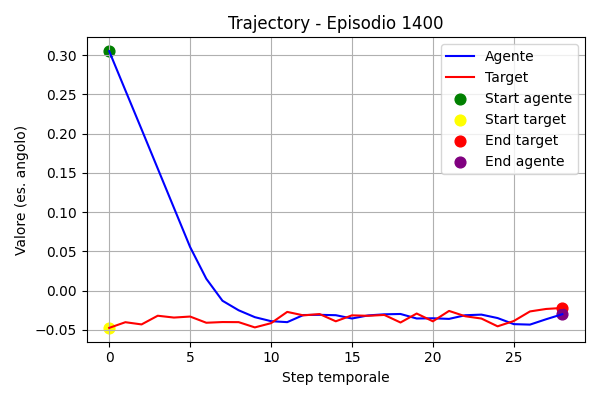 Trajectory - Episodio 1400
Valore (es. angolo)
0.30
0.25
0.20
0.15
0.10
0.05
0.00
−0.05
0 5 10 15 20 25
Step temporale
Agente
Target
Start agente
Start target
End target
End agente